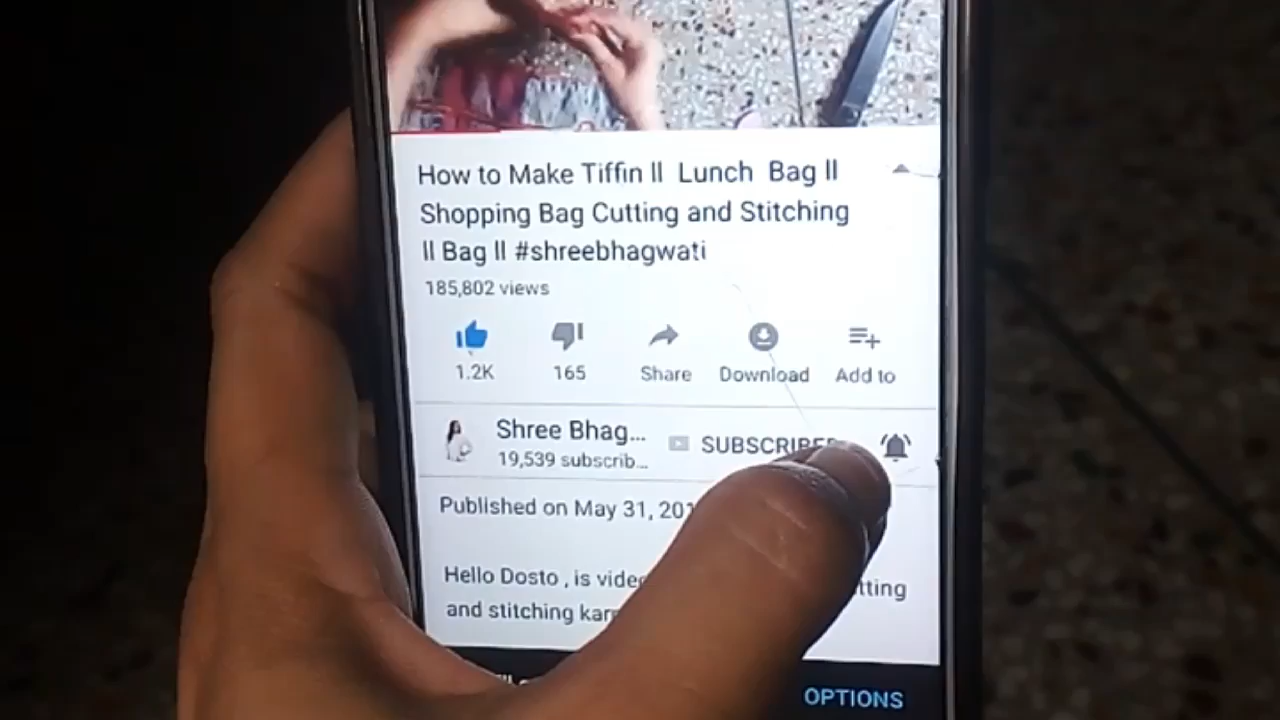 How to Make Tiffin ll Lunch Bag ll
Shopping Bag Cutting and Stitching
ll Bag ll #shreebhagwati
185,802 views
1.2K 165 Share Download Add to
Shree Bhag... SUBSCRIBED
19,539 subscrib...
Published on May 31, 201
Hello Dosto , is vide tting
and stitching kar
OPTIONS